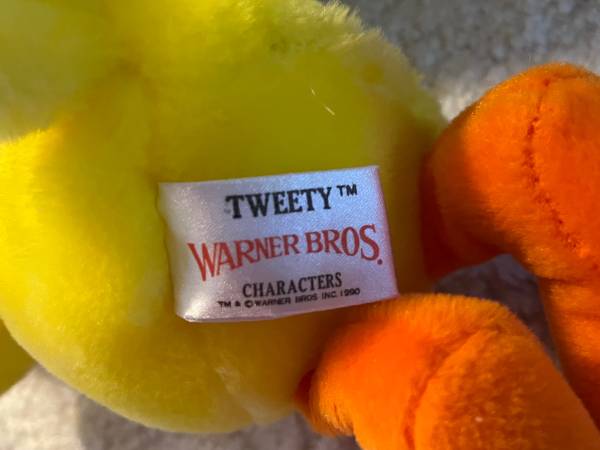 TWEETY™
WARNER BROS.
CHARACTERS
TM & © WARNER BROS INC. 1990